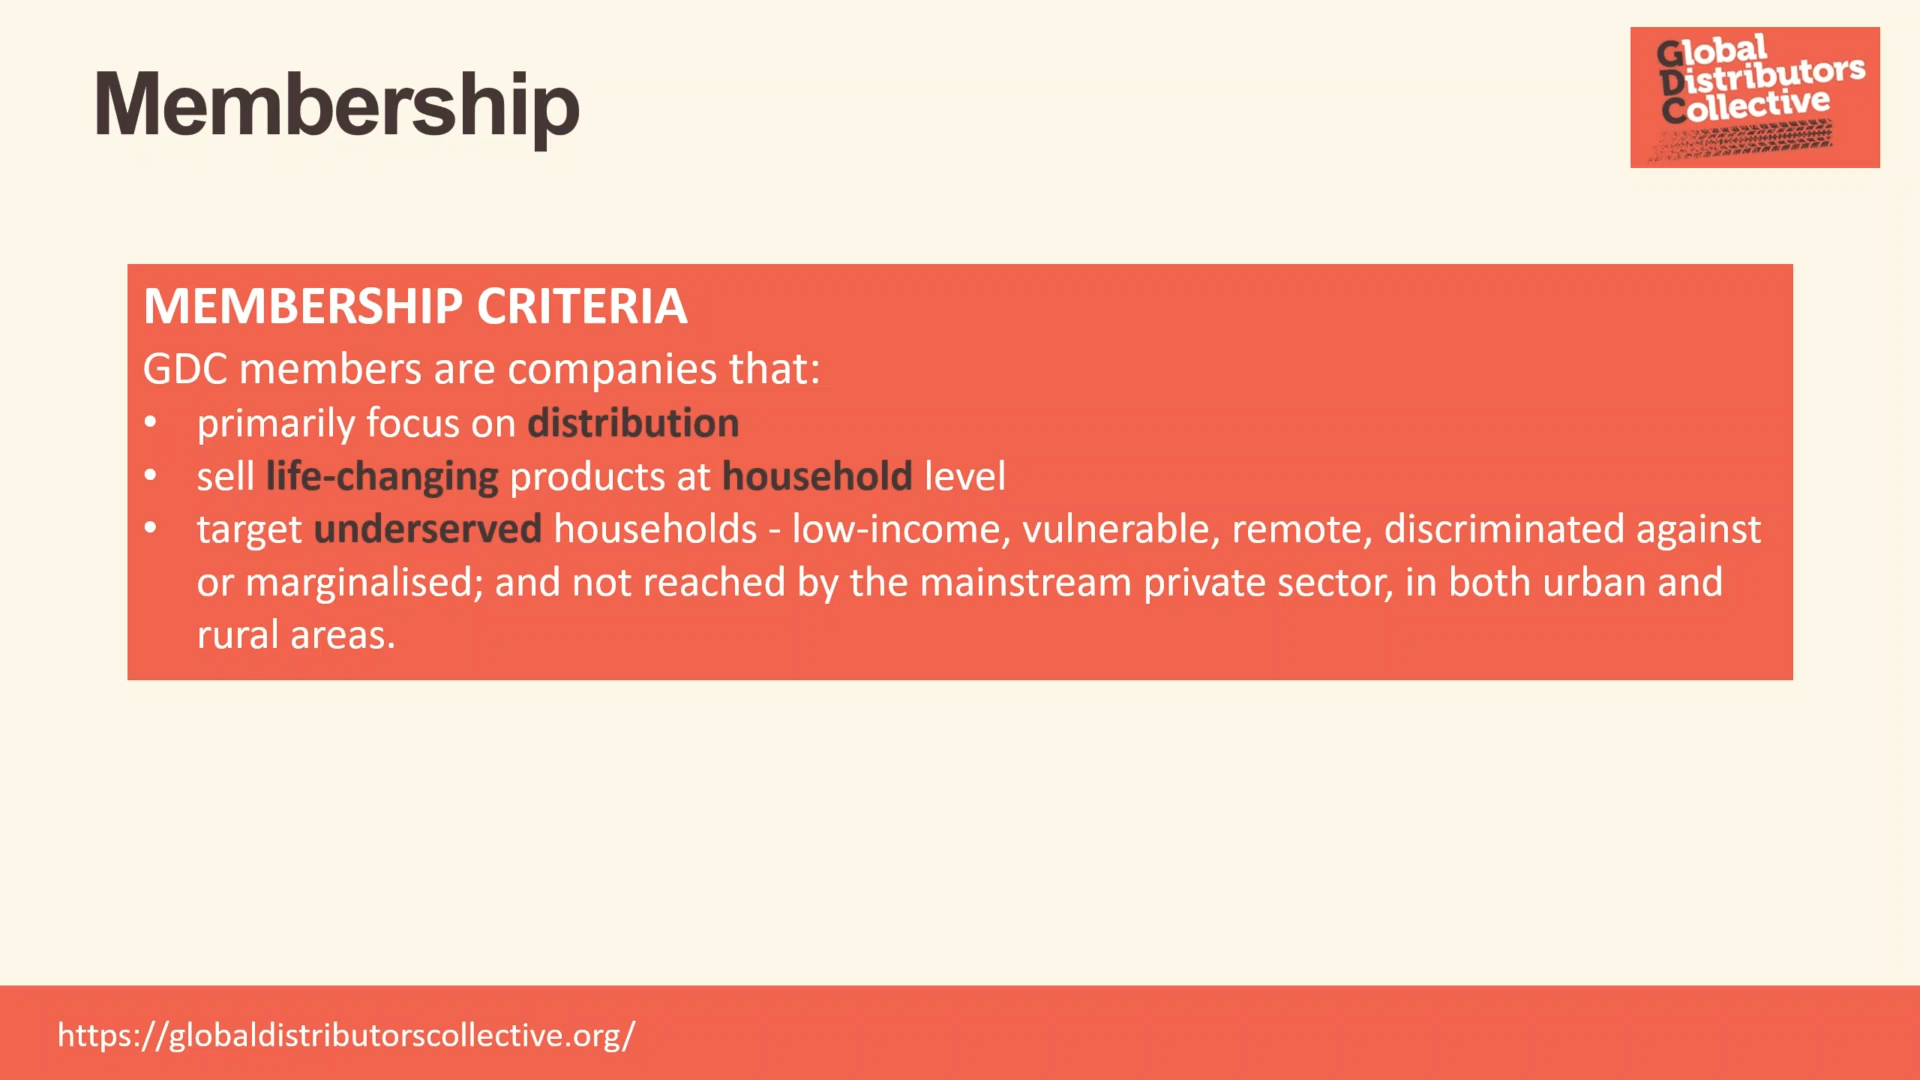 Membership
Global
Distributors
Collective
MEMBERSHIP CRITERIA
GDC members are companies that:
• primarily focus on distribution
• sell life-changing products at household level
• target underserved households - low-income, vulnerable, remote, discriminated against
or marginalised; and not reached by the mainstream private sector, in both urban and
rural areas.
https://globaldistributorscollective.org/